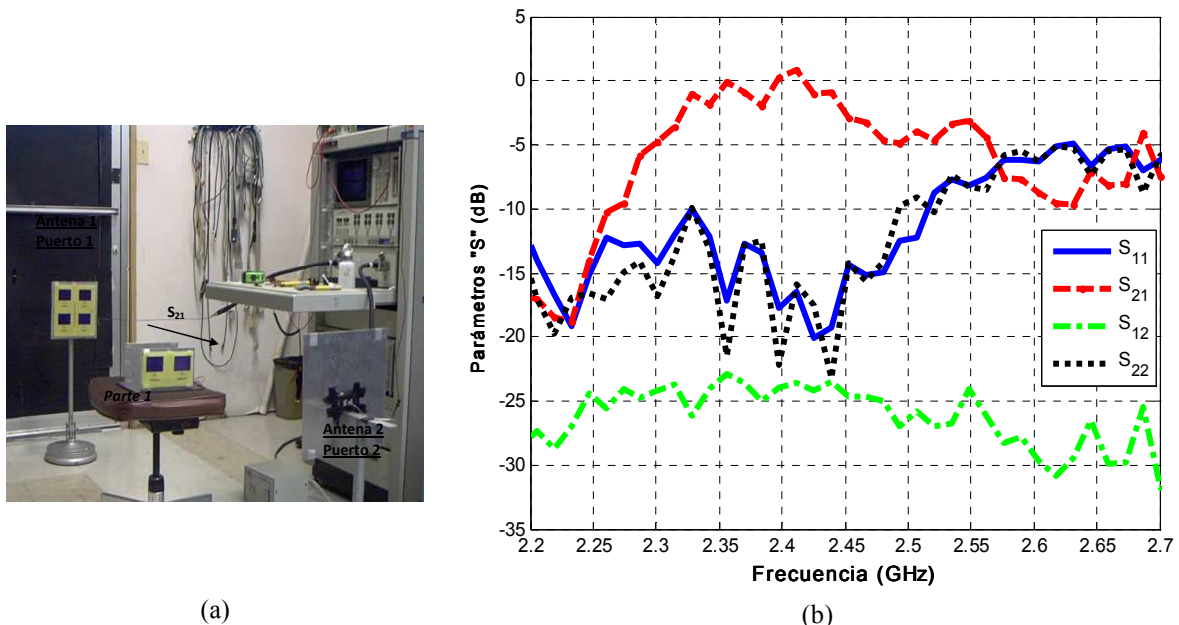 Antena 1
Puerto 1
S21
Parte 1
Antena 2
Puerto 2
(a)
Parámetros "S" (dB)
5
0
-5
-10
-15
-20
-25
-30
-35
2.2
2.25
2.3
2.35
2.4
2.45
2.5
2.55
2.6
2.65
2.7
Frecuencia (GHz)
S11
S21
S12
S22
(b)